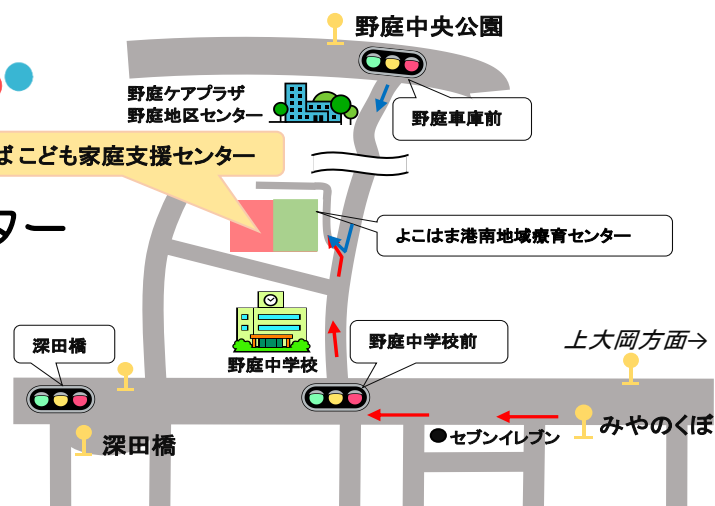 野庭中央公園
野庭ケアプラザ
野庭地区センター
野庭車庫前
ばこども家庭支援センター
ター
よこはま港南地域療育センター
野庭中学校
深田橋
野庭中学校前
上大岡方面→
みやのくぼ
セブンイレブン
深田橋